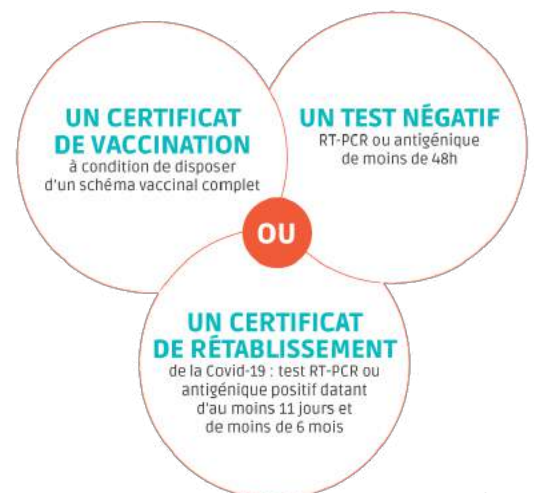 UN CERTIFICAT
DE VACCINATION
à condition de disposer
d'un schéma vaccinal complet
UN TEST NÉGATIF
RT-PCR ou antigénique
de moins de 48h
OU
UN CERTIFICAT
DE RÉTABLISSEMENT
de la Covid-19 : test RT-PCR ou
antigénique positif datant
d'au moins 11 jours et
de moins de 6 mois